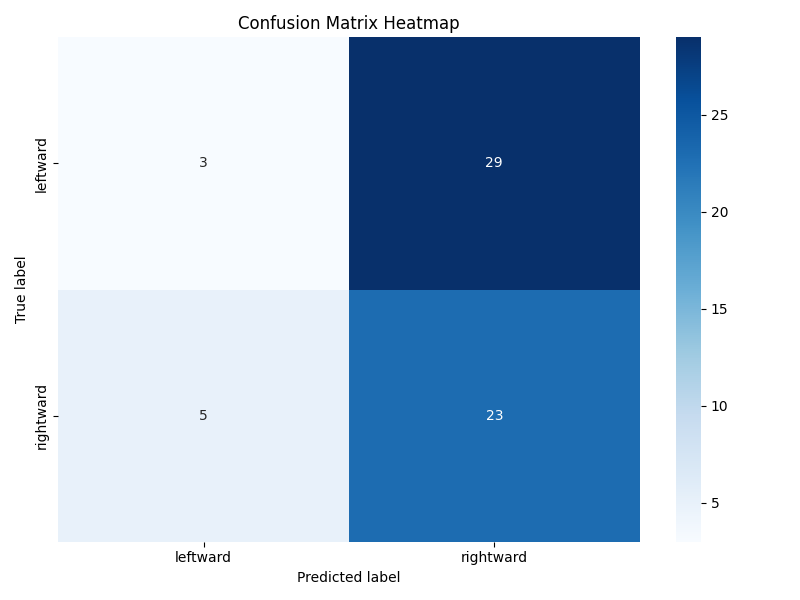 Confusion Matrix Heatmap
leftward
3
29
25
20
True label
15
10
rightward
5
23
5
leftward
rightward
Predicted label